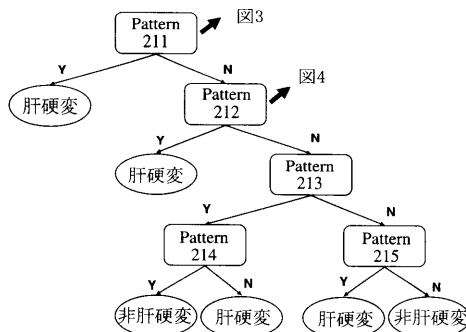 Pattern
211
図3
Y
N
肝硬変
Pattern
212
図4
Y
N
肝硬変
Pattern
213
Y
N
Pattern
214
Pattern
215
Y
N
Y
N
非肝硬変
肝硬変
肝硬変
非肝硬変